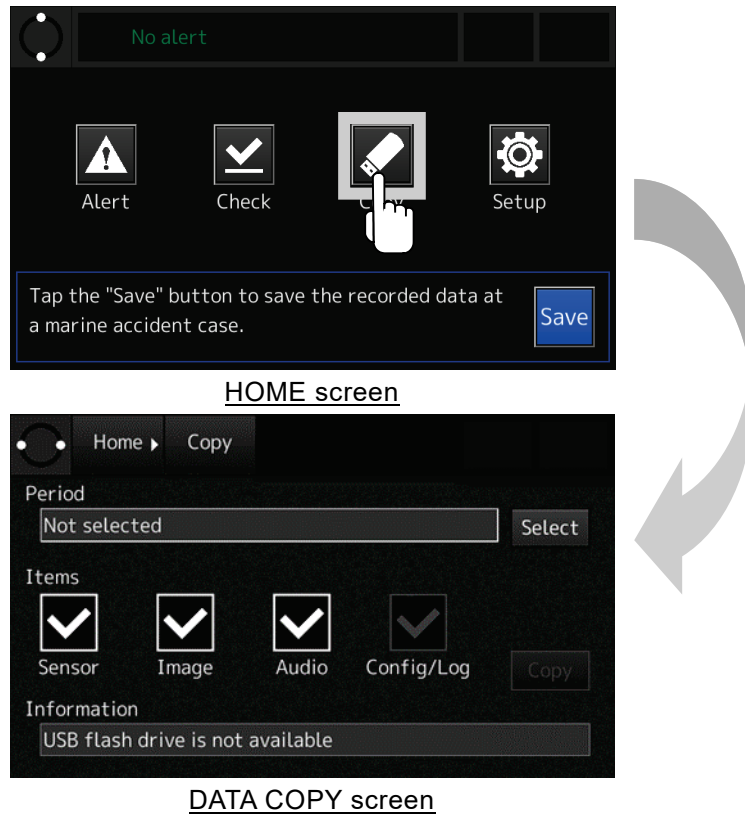 No alert
Alert Check Setup
Tap the "Save" button to save the recorded data at
a marine accident case.
Save
HOME screen
Home Copy
Period
Not selected
Select
Items
Sensor Image Audio Config/Log
Copy
Information
USB flash drive is not available
DATA COPY screen